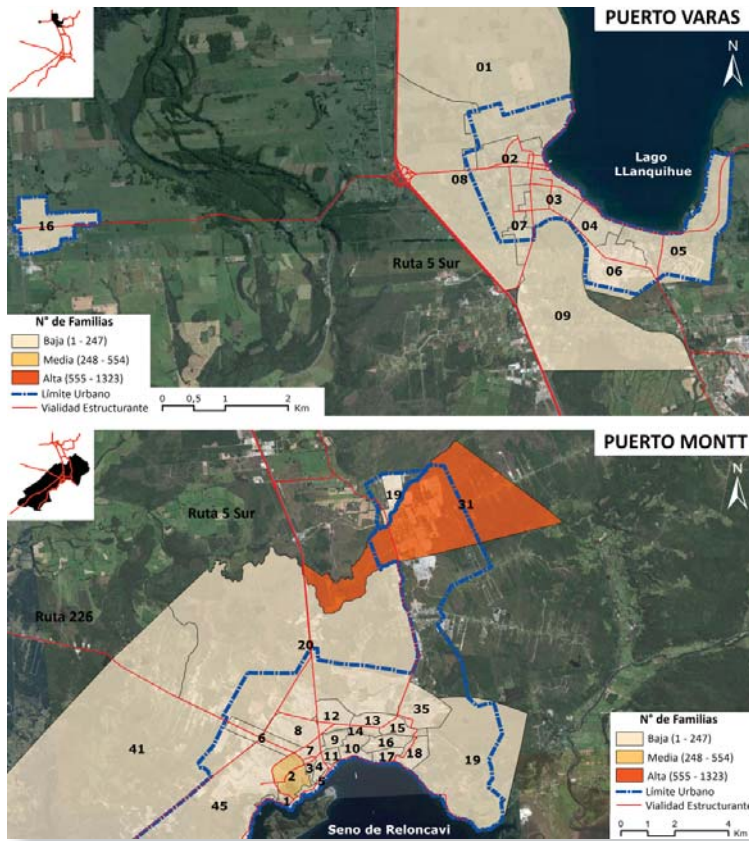 PUERTO VARAS
N
01
Lago
LLanquihue
02
08
03
16
07
04
05
06
Ruta 5 Sur
09
N° de Familias
Baja (1 - 247)
Media (248 - 554)
Alta (555 - 1323)
Límite Urbano
Vialidad Estructurante
0 0,5 1 2
Km
PUERTO MONTT
N
19
31
Ruta 5 Sur
Ruta 226
20
35
12
13
6
8
14
15
9
16
41
7
11
10
17
18
19
2
3
4
5
45
1
N° de Familias
Baja (1 - 247)
Media (248 - 554)
Alta (555 - 1323)
Límite Urbano
Vialidad Estructurante
0 1 2 4
Km
Seno de Reloncavi